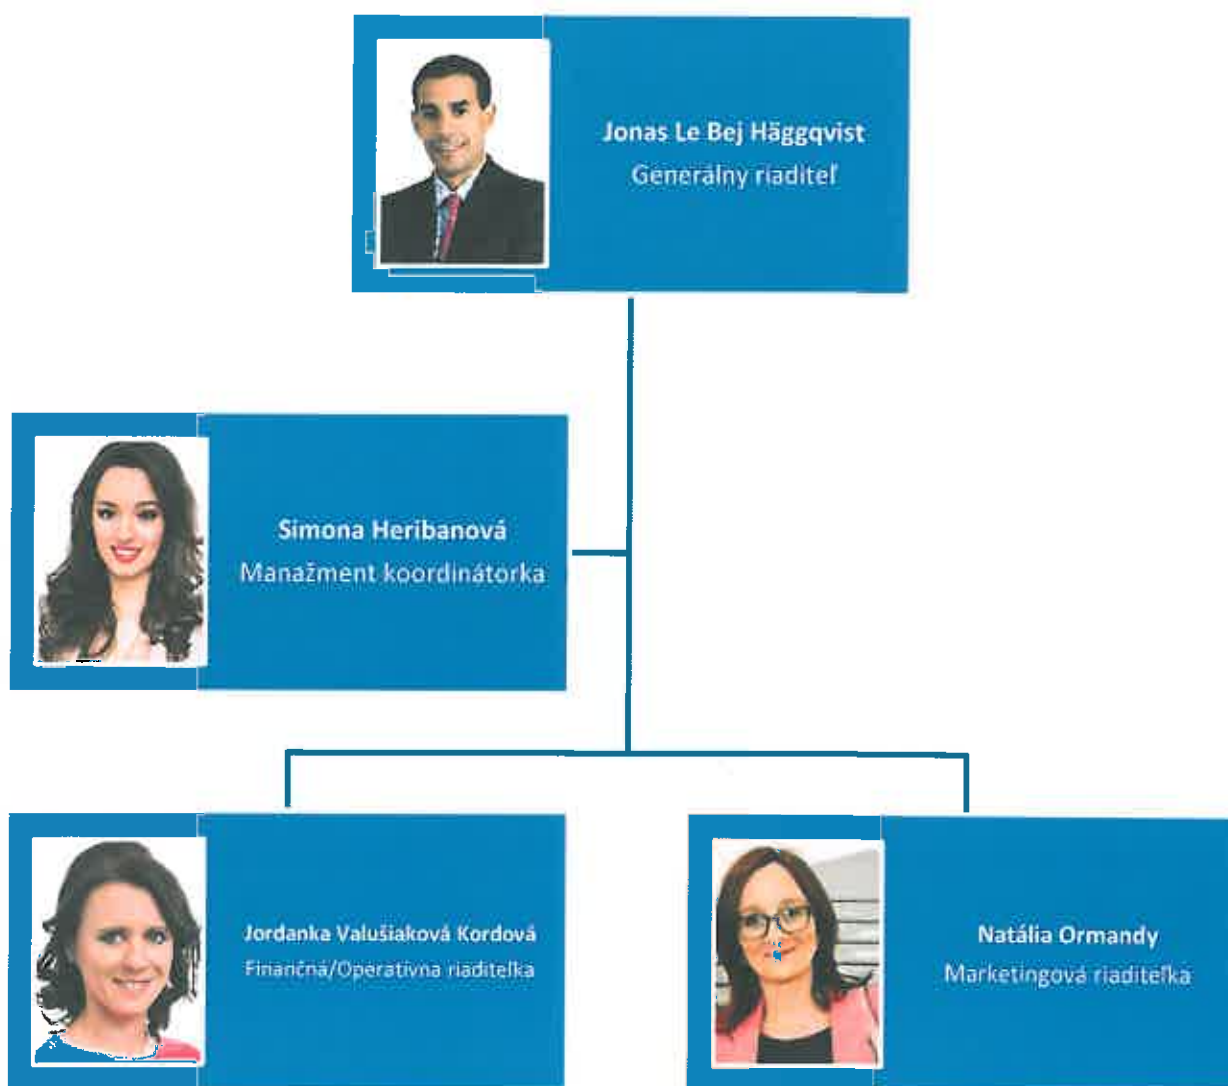 Jonas Le Bej Häggqvist
Generálny riaditeľ
Simona Heribanová
Manažment koordinátorka
Jordanka Valušiaková Kordová
Finančná/Operatívna riaditeľka
Natália Ormandy
Marketingová riaditeľka